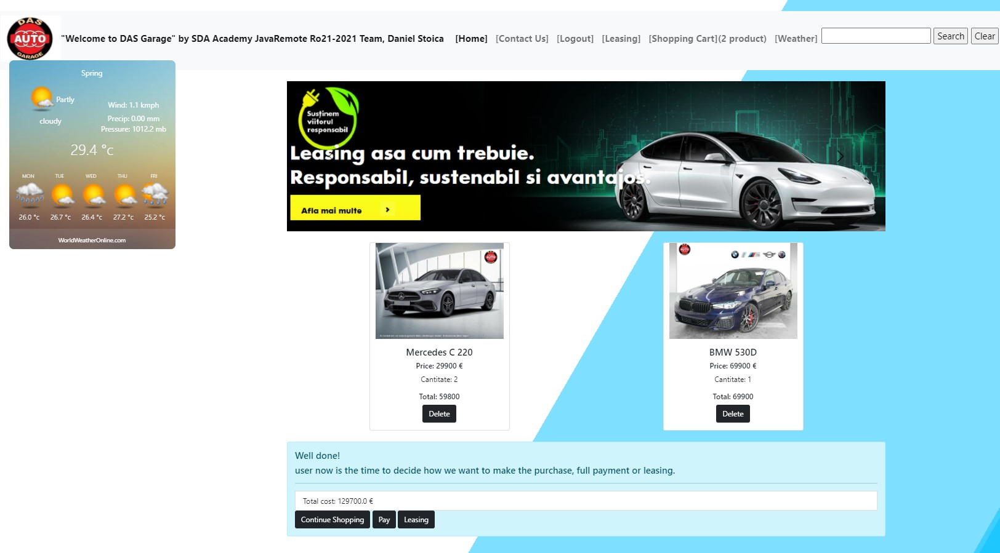 DAS
AUTO
GARAGE
"Welcome to DAS Garage" by SDA Academy JavaRemote Ro21-2021 Team, Daniel Stoica [Home] [Contact Us] [Logout] [Leasing] [Shopping Cart](2 product) [Weather] Search Clear
Spring
Partly
cloudy
Wind: 1.1 kmph
Precip: 0.00 mm
Pressure: 1012.2 mb
29.4 °c
MON TUE WED THU FRI
26.0 °c 26.7 °c 26.4 °c 27.2 °c 25.2 °c
WorldWeatherOnline.com
Susținem
viitorul
responsabil
Leasing asa cum trebuie.
Responsabil, sustenabil si avantajos.
Afla mai multe
AUTO
Mercedes C 220
Price: 29900 €
Cantitate: 2
Total: 59800
Delete
AUTO
BMW 530D
Price: 69900 €
Cantitate: 1
Total: 69900
Delete
Well done!
user now is the time to decide how we want to make the purchase, full payment or leasing.
Total cost: 129700.0 €
Continue Shopping Pay Leasing